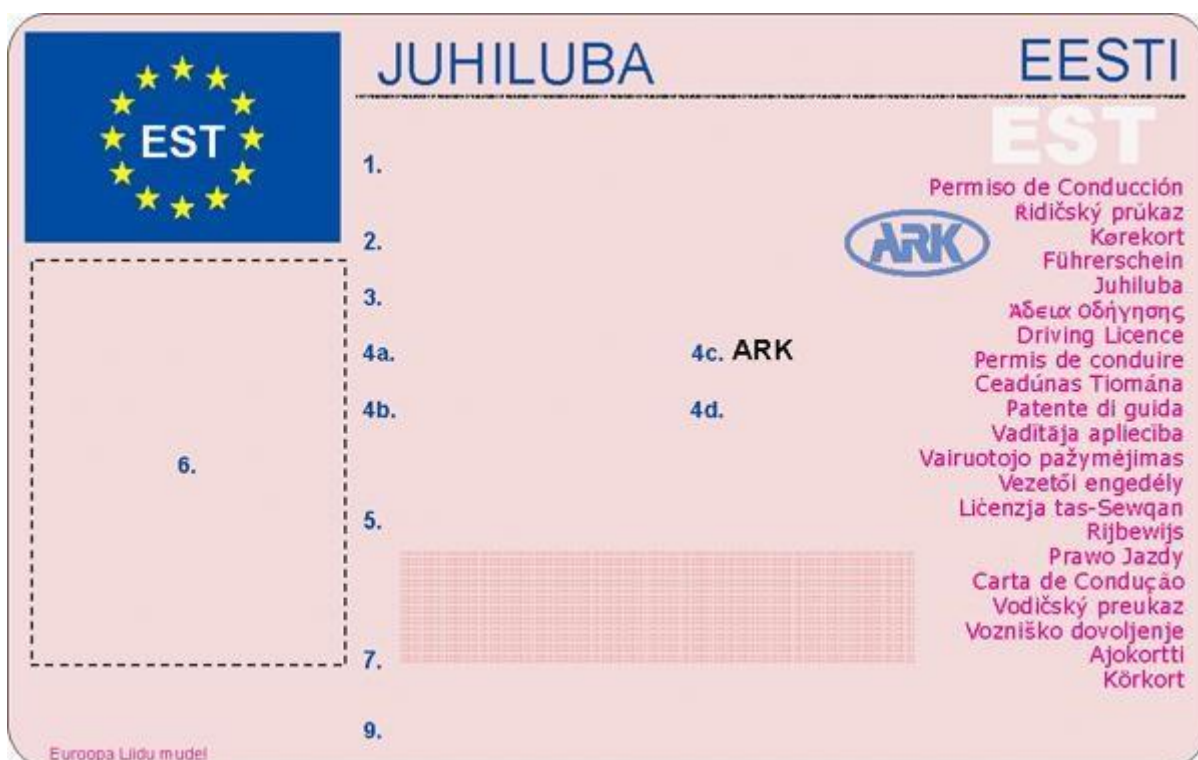 JUHILUBA
EESTI
EST
EST
1.
Permiso de Conducción
Řidičský průkaz
2.
ARK
Kørekort
Führerschein
3.
Juhiluba
Άδεια Οδήγησης
4a.
4c. ARK
Driving Licence
Permis de conduire
Ceadúnas Tiomána
4b.
4d.
Patente di guida
Vadītāja apliecība
6.
Vairuotojo pažymėjimas
Vezetői engedély
5.
Liċenzja tas-Sewqan
Rijbewijs
Prawo Jazdy
Carta de Condução
Vodičský preukaz
Vozniško dovoljenje
7.
Ajokortti
Körkort
9.
Euroopa Liidu mudel